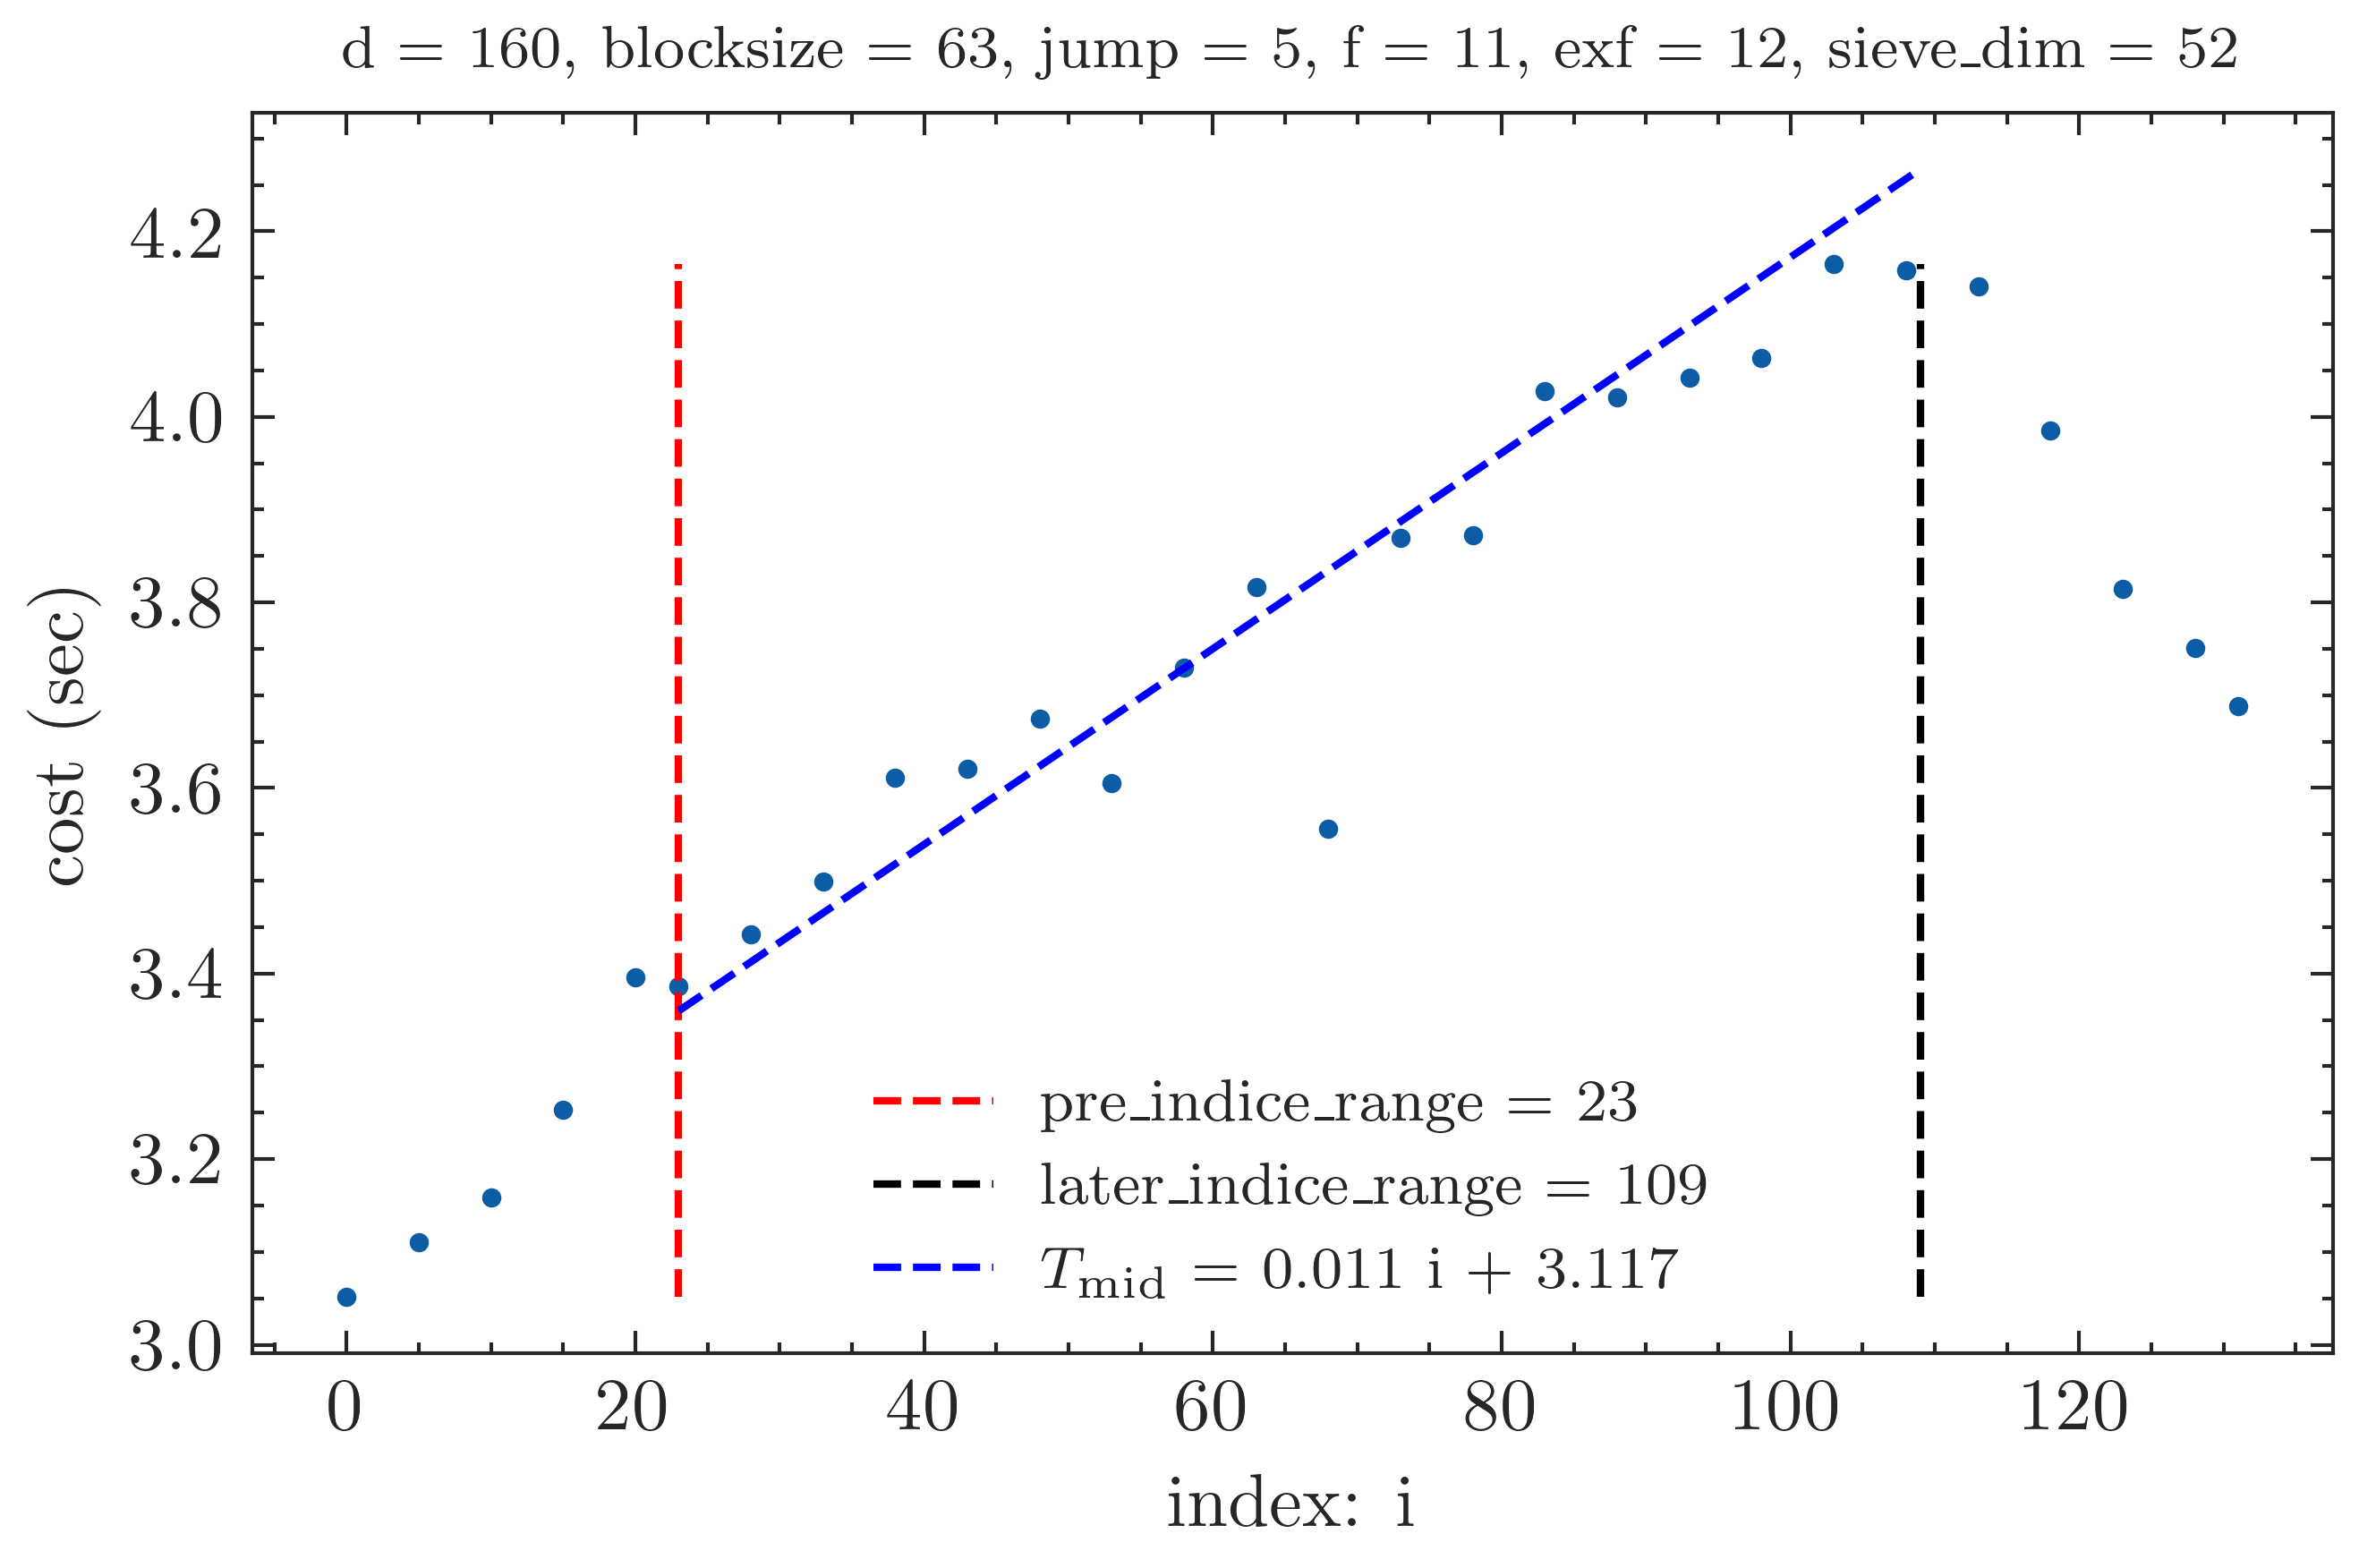 d = 160, blocksize = 63, jump = 5, f = 11, exf = 12, sieve_dim = 52
cost (sec)
4.2
4.0
3.8
3.6
3.4
3.2
3.0
pre_indice_range = 23
later_indice_range = 109
T_mid = 0.011 i + 3.117
0 20 40 60 80 100 120
index: i